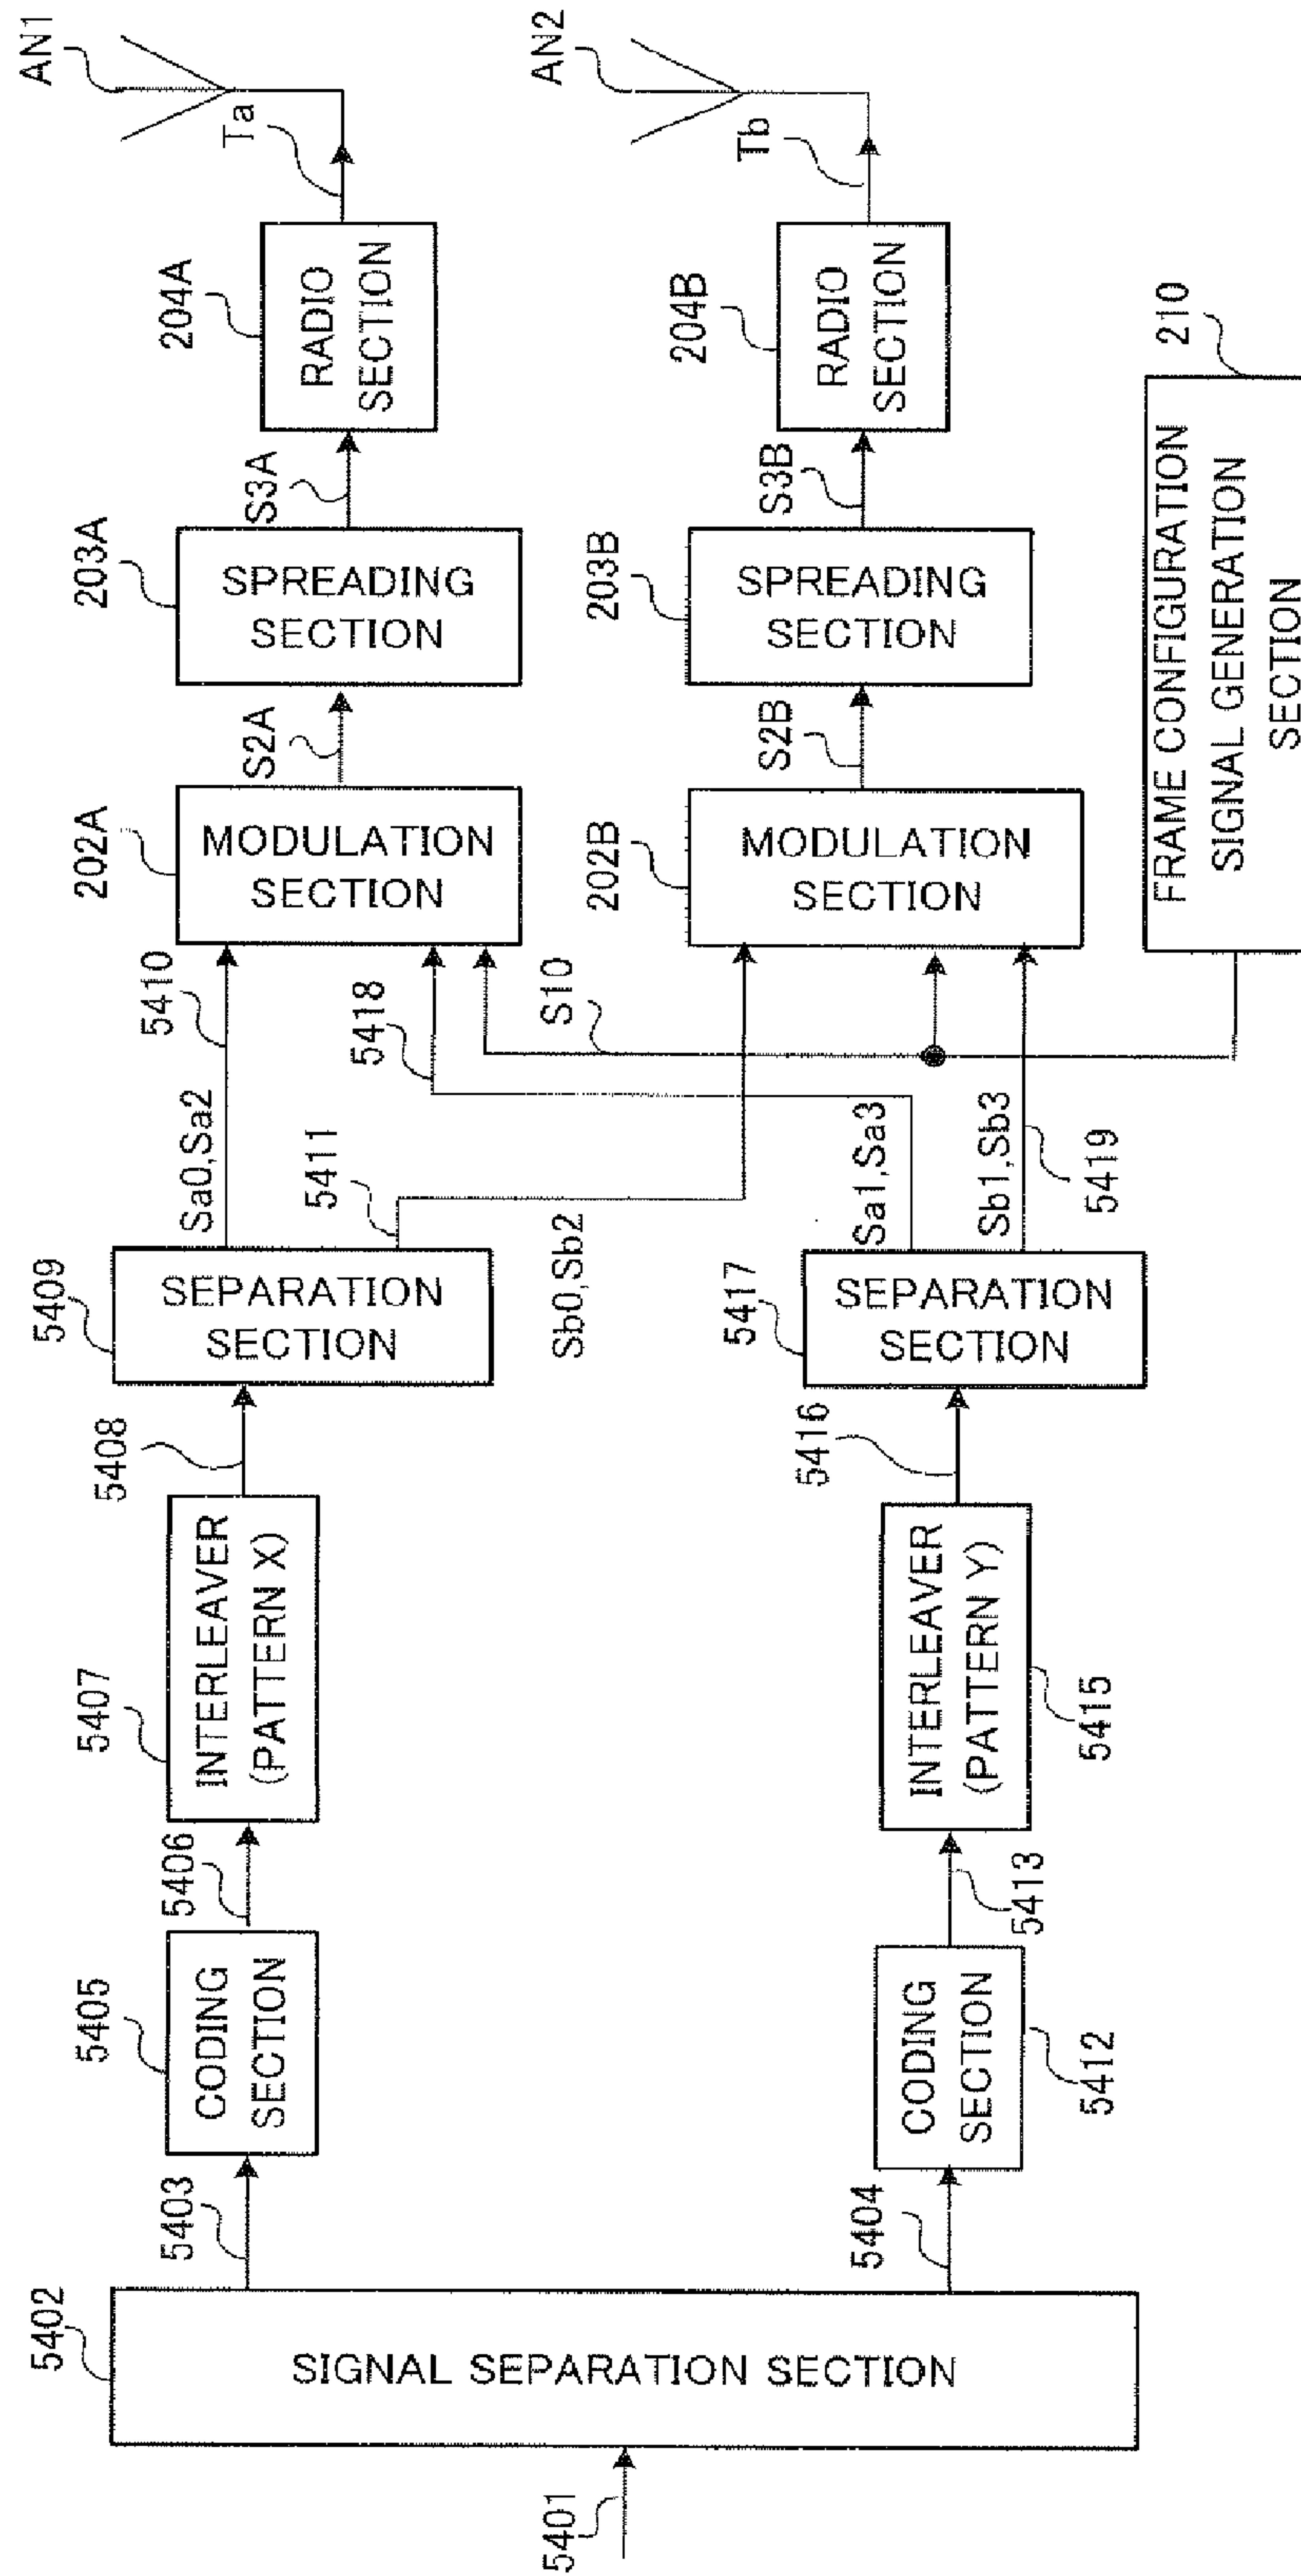 5401
5402
SIGNAL SEPARATION SECTION
5403
5405
CODING
SECTION
5406
5407
INTERLEAVER
(PATTERN X)
5408
5409
SEPARATION
SECTION
Sa0,Sa2
5410
5411
Sb0,Sb2
202A
MODULATION
SECTION
S2A
203A
SPREADING
SECTION
S3A
204A
RADIO
SECTION
Ta
AN1
5404
5412
CODING
SECTION
5413
5415
INTERLEAVER
(PATTERN Y)
5416
5417
SEPARATION
SECTION
Sa1,Sa3
5418
Sb1,Sb3
5419
S10
202B
MODULATION
SECTION
S2B
203B
SPREADING
SECTION
S3B
204B
RADIO
SECTION
Tb
AN2
210
FRAME CONFIGURATION
SIGNAL GENERATION
SECTION